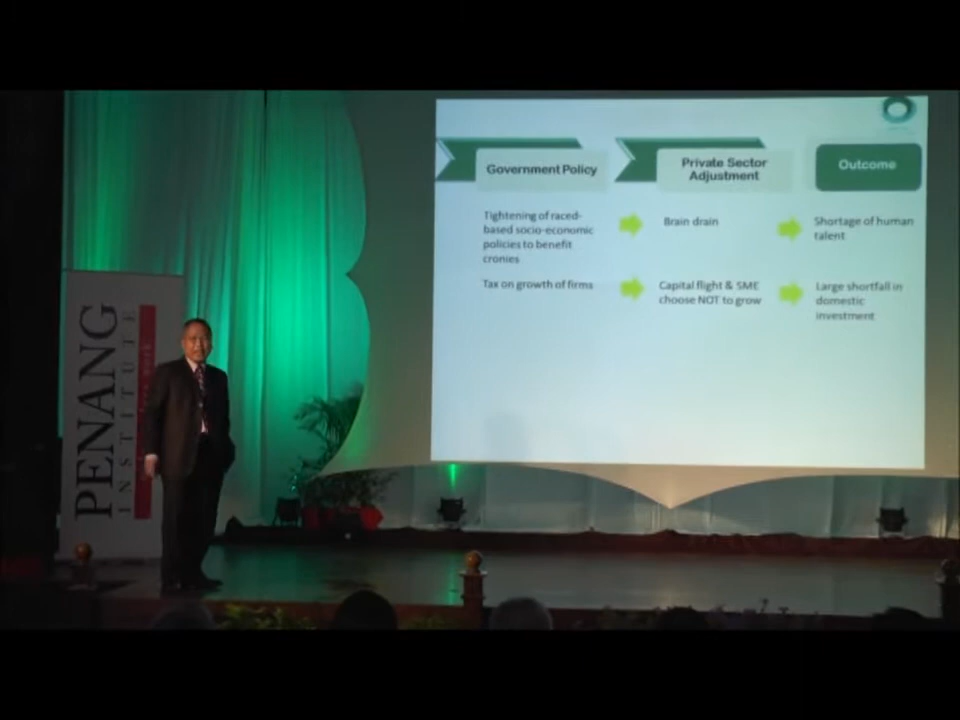 PENANG
INSTITUTE
Government Policy
Private Sector
Adjustment
Outcome
Tightening of raced-
based socio-economic
policies to benefit
cronies
Brain drain
Shortage of human
talent
Tax on growth of firms
Capital flight & SME
choose NOT to grow
Large shortfall in
domestic
investment